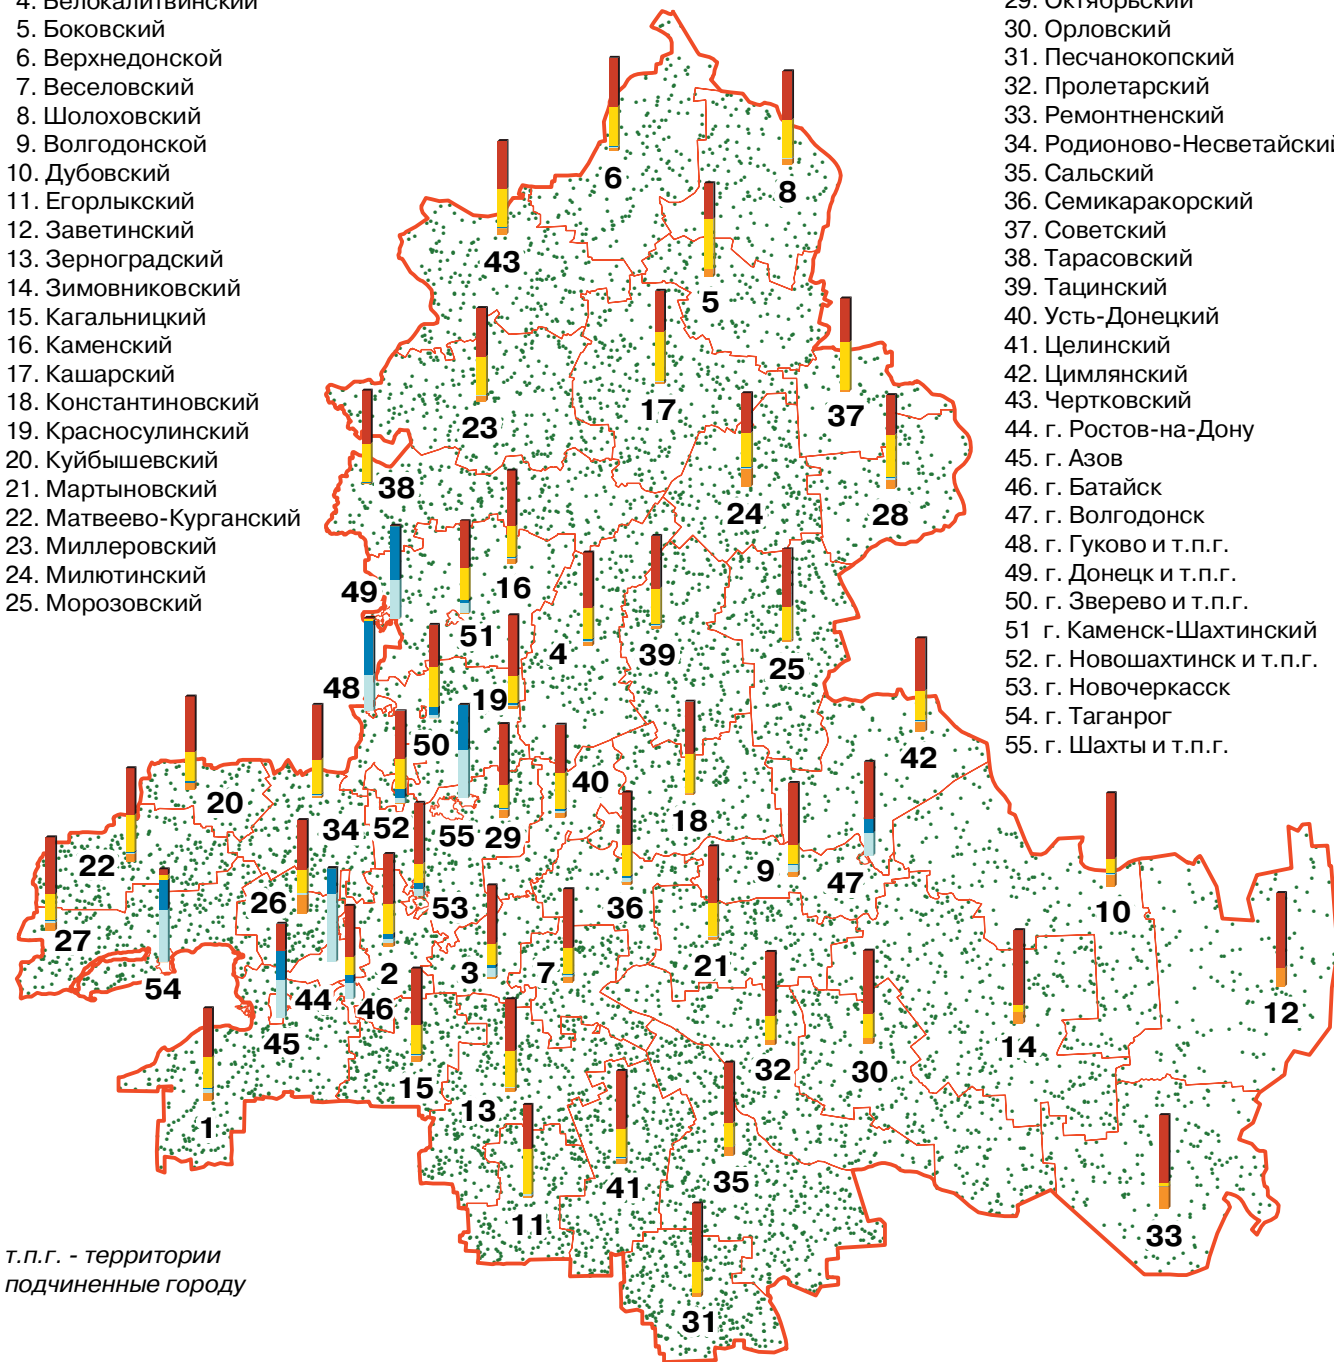 4. Белокалитвинский
5. Боковский
6. Верхнедонской
7. Веселовский
8. Шолоховский
9. Волгодонской
10. Дубовский
11. Егорлыкский
12. Заветинский
13. Зерноградский
14. Зимовниковский
15. Кагальницкий
16. Каменский
17. Кашарский
18. Константиновский
19. Красносулинский
20. Куйбышевский
21. Мартыновский
22. Матвеево-Курганский
23. Миллеровский
24. Милютинский
25. Морозовский
29. Октябрьский
30. Орловский
31. Песчанокопский
32. Пролетарский
33. Ремонтненский
34. Родионово-Несветайский
35. Сальский
36. Семикаракорский
37. Советский
38. Тарасовский
39. Тацинский
40. Усть-Донецкий
41. Целинский
42. Цимлянский
43. Чертковский
44. г. Ростов-на-Дону
45. г. Азов
46. г. Батайск
47. г. Волгодонск
48. г. Гуково и т.п.г.
49. г. Донецк и т.п.г.
50. г. Зверево и т.п.г.
51 г. Каменск-Шахтинский
52. г. Новошахтинск и т.п.г.
53. г. Новочеркасск
54. г. Таганрог
55. г. Шахты и т.п.г.
6
8
43
5
17
37
23
38
24
28
16
49
51
4
39
25
48
19
50
42
20
34
52
55
29
40
18
22
26
53
36
9
47
10
27
2
3
7
21
54
44
46
45
12
14
32
30
15
13
1
35
41
11
33
31
т.п.г. - территории
подчиненные городу